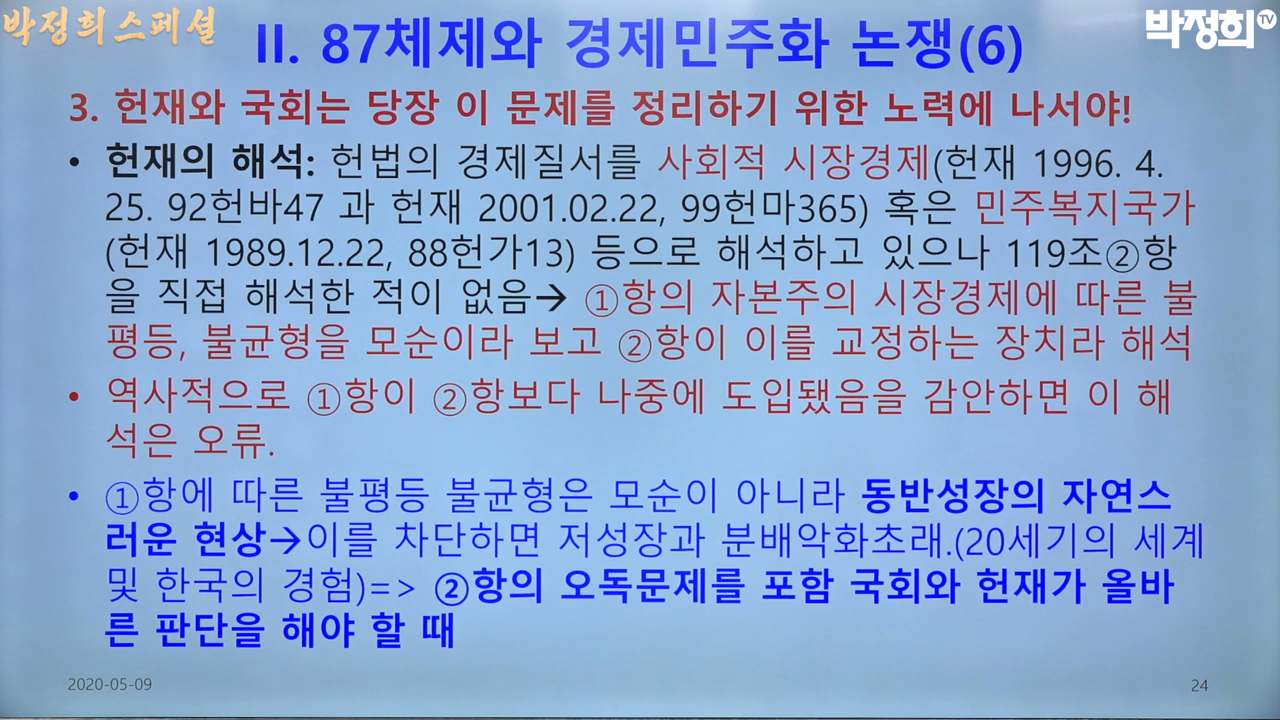 박정희스페셜
박정희TV
II. 87체제와 경제민주화 논쟁(6)
3. 헌재와 국회는 당장 이 문제를 정리하기 위한 노력에 나서야!
• 헌재의 해석: 헌법의 경제질서를 사회적 시장경제(헌재 1996. 4.
25. 92헌바47 과 헌재 2001.02.22, 99헌마365) 혹은 민주복지국가
(헌재 1989.12.22, 88헌가13) 등으로 해석하고 있으나 119조②항
을 직접 해석한 적이 없음→ ①항의 자본주의 시장경제에 따른 불
평등, 불균형을 모순이라 보고 ②항이 이를 교정하는 장치라 해석
• 역사적으로 ①항이 ②항보다 나중에 도입됐음을 감안하면 이 해
석은 오류.
• ①항에 따른 불평등 불균형은 모순이 아니라 동반성장의 자연스
러운 현상→이를 차단하면 저성장과 분배악화초래.(20세기의 세계
및 한국의 경험)=> ②항의 오독문제를 포함 국회와 헌재가 올바
른 판단을 해야 할 때
2020-05-09
24